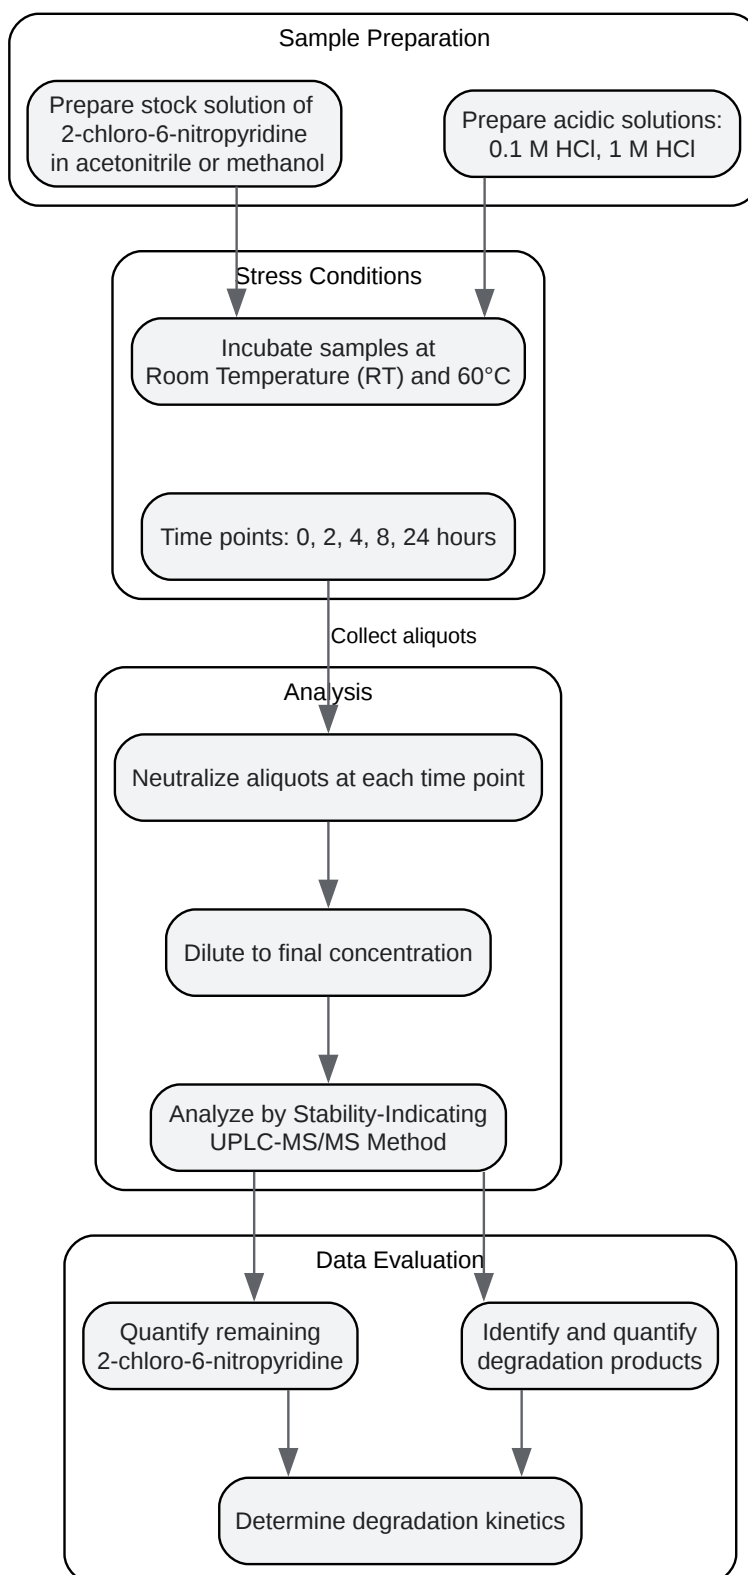 Sample Preparation
Prepare stock solution of
2-chloro-6-nitropyridine
in acetonitrile or methanol
Prepare acidic solutions:
0.1 M HCl, 1 M HCl
Stress Conditions
Incubate samples at
Room Temperature (RT) and 60°C
Time points: 0, 2, 4, 8, 24 hours
Collect aliquots
Analysis
Neutralize aliquots at each time point
Dilute to final concentration
Analyze by Stability-Indicating
UPLC-MS/MS Method
Data Evaluation
Quantify remaining
2-chloro-6-nitropyridine
Identify and quantify
degradation products
Determine degradation kinetics